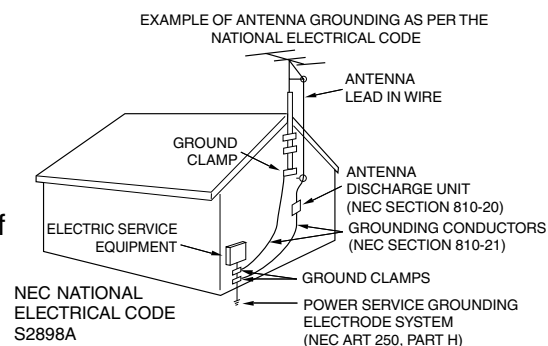 EXAMPLE OF ANTENNA GROUNDING AS PER THE
NATIONAL ELECTRICAL CODE
ANTENNA
LEAD IN WIRE
GROUND
CLAMP
ANTENNA
DISCHARGE UNIT
(NEC SECTION 810-20)
f
ELECTRIC SERVICE
EQUIPMENT
GROUNDING CONDUCTORS
(NEC SECTION 810-21)
GROUND CLAMPS
NEC NATIONAL
ELECTRICAL CODE
S2898A
POWER SERVICE GROUNDING
ELECTRODE SYSTEM
(NEC ART 250, PART H)